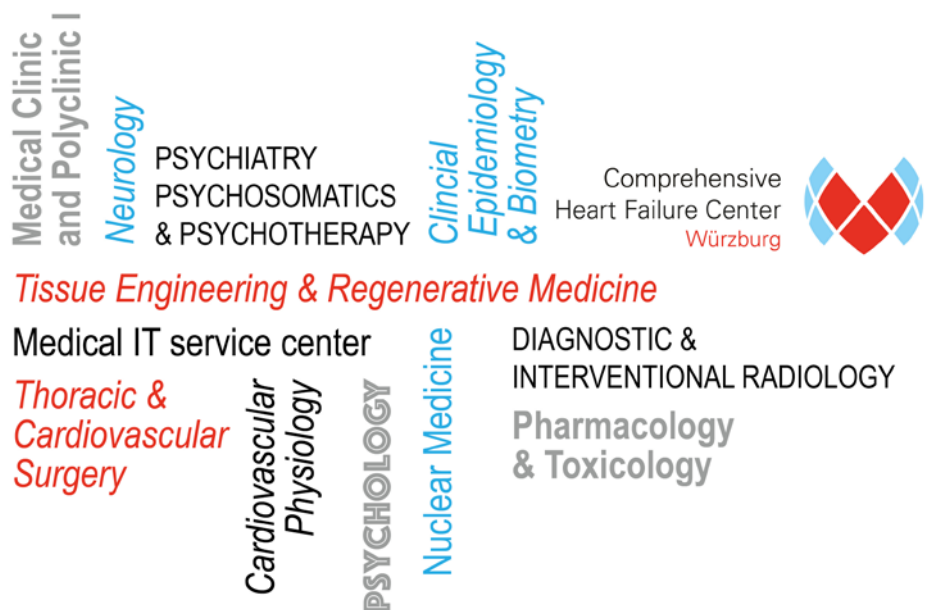 Medical Clinic
and Polyclinic I
Neurology
PSYCHIATRY
PSYCHOSOMATICS
& PSYCHOTHERAPY
Clincial
Epidemiology
& Biometry
Comprehensive
Heart Failure Center
Würzburg
Tissue Engineering & Regenerative Medicine
Medical IT service center
Thoracic &
Cardiovascular
Surgery
Cardiovascular
Physiology
PSYCHOLOGY
Nuclear Medicine
DIAGNOSTIC &
INTERVENTIONAL RADIOLOGY
Pharmacology
& Toxicology